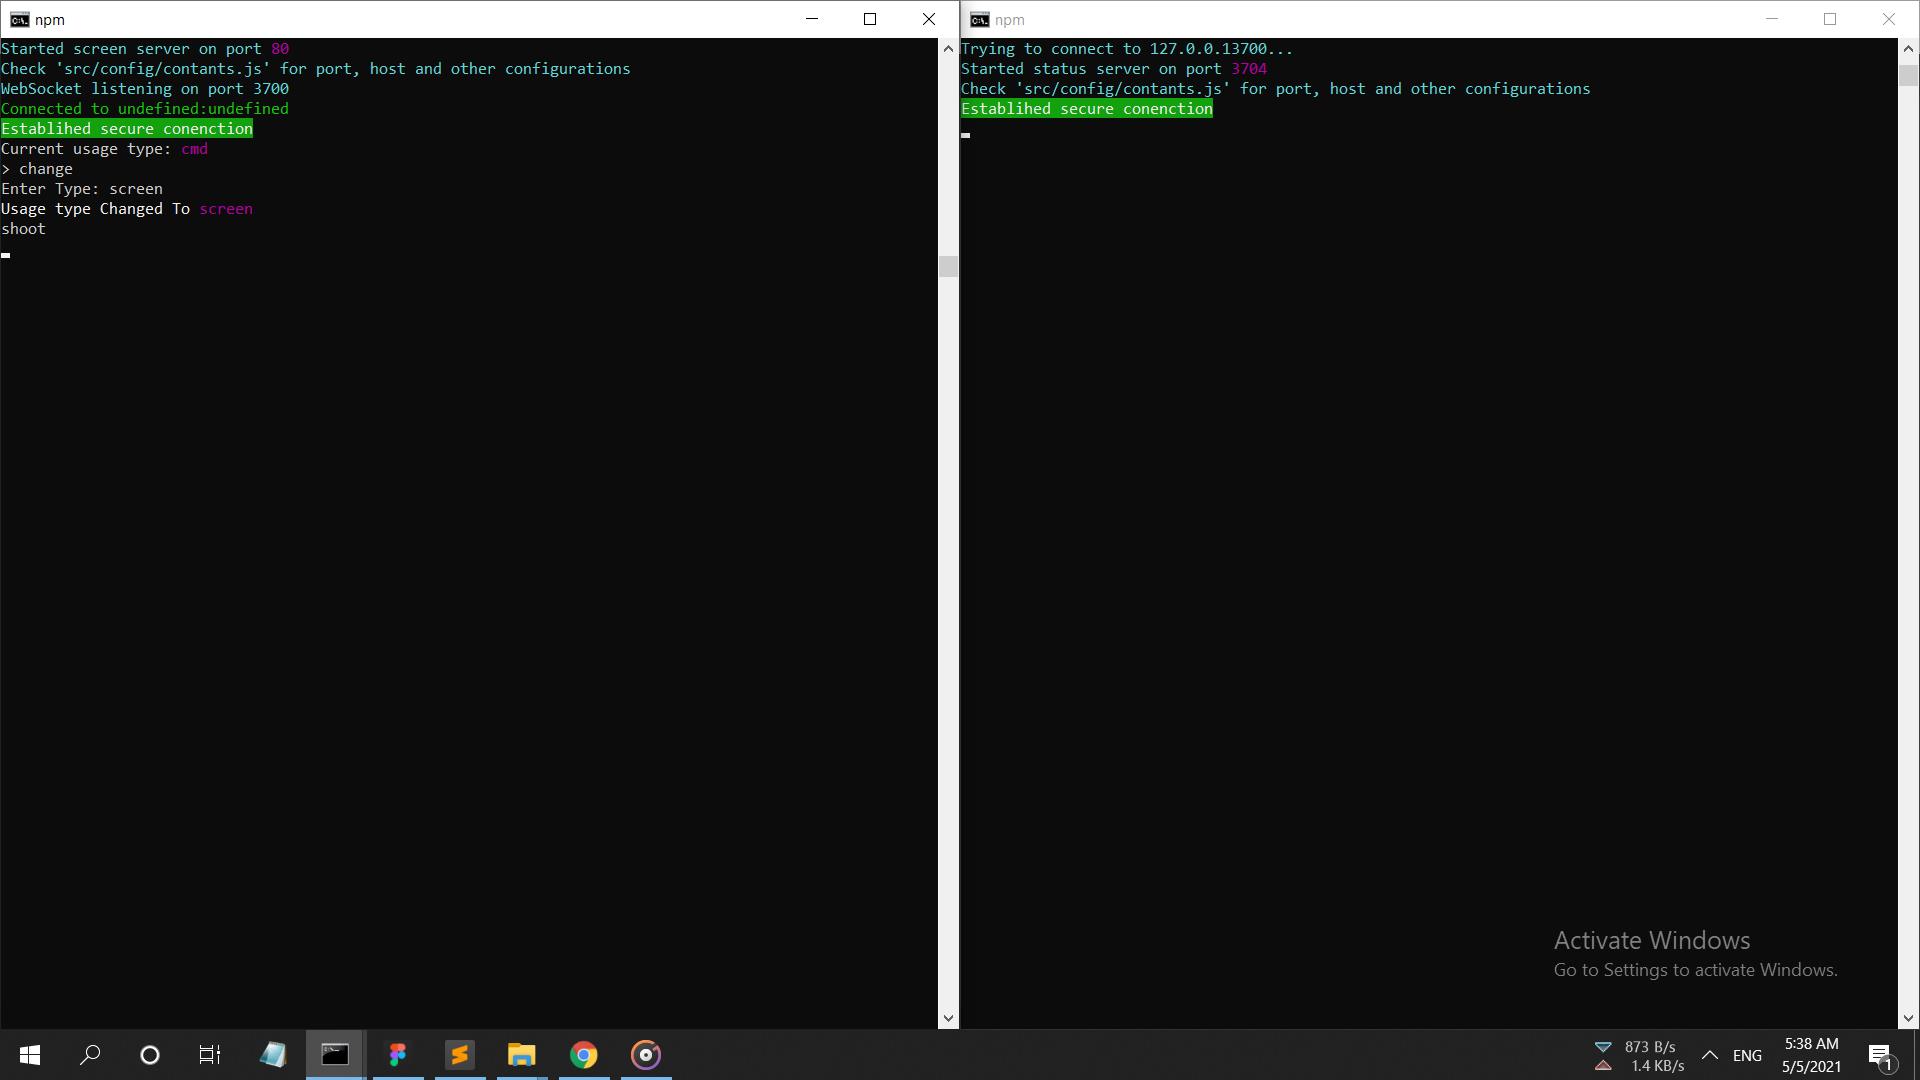 npm
Started screen server on port 80
Check 'src/config/contants.js' for port, host and other configurations
WebSocket listening on port 3700
Connected to undefined:undefined
Establihed secure conenction
Current usage type: cmd
> change
Enter Type: screen
Usage type Changed To screen
shoot
npm
Trying to connect to 127.0.0.13700...
Started status server on port 3704
Check 'src/config/contants.js' for port, host and other configurations
Establihed secure conenction
Activate Windows
Go to Settings to activate Windows.
873 B/s
1.4 KB/s
ENG
5:38 AM
5/5/2021
1